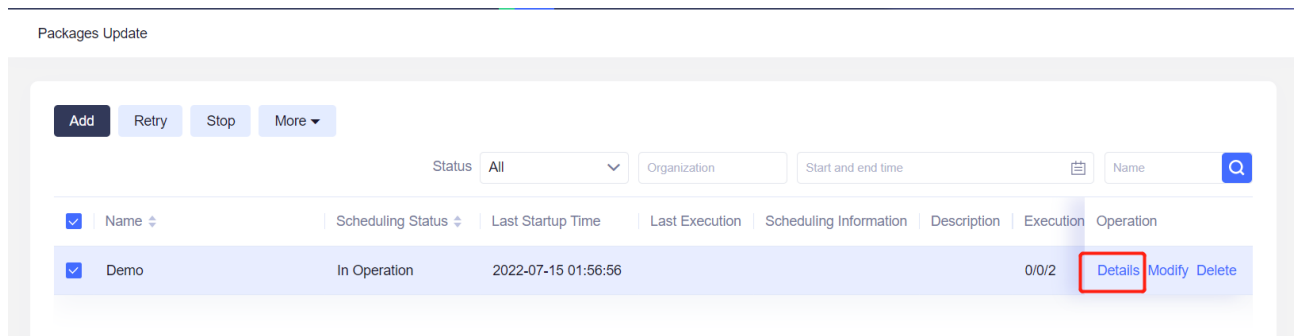 Packages Update
Add Retry Stop More
Status All Organization Start and end time Name
Name Scheduling Status Last Startup Time Last Execution Scheduling Information Description Execution Operation
Demo In Operation 2022-07-15 01:56:56 0/0/2 Details Modify Delete